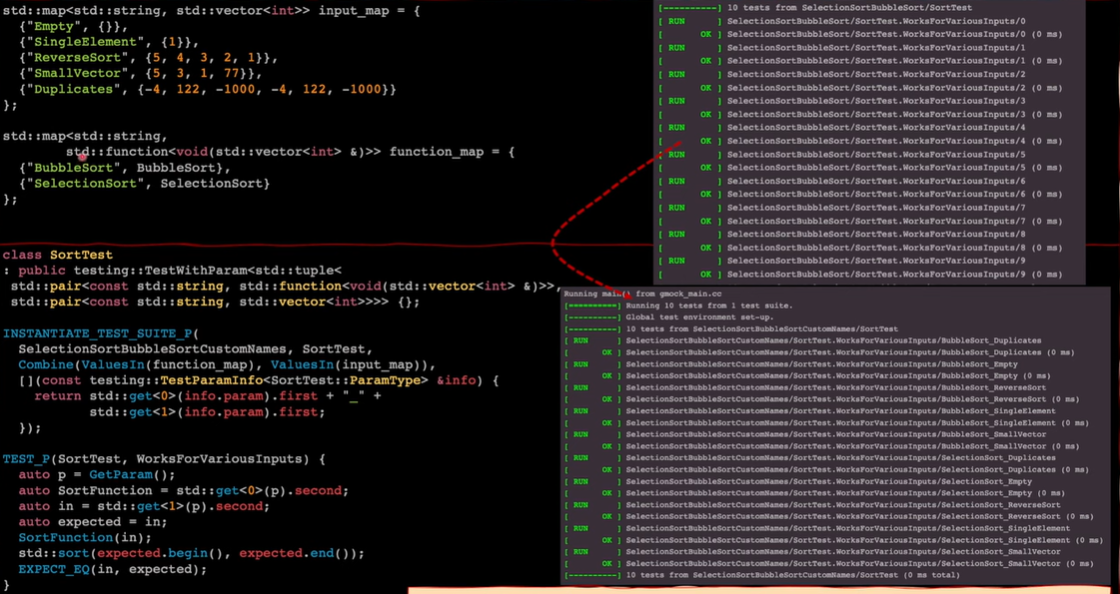 std::map<std::string, std::vector<int>> input_map = {
{"Empty", {}},
{"SingleElement", {1}},
{"ReverseSort", {5, 4, 3, 2, 1}},
{"SmallVector", {5, 3, 1, 77}},
{"Duplicates", {-4, 122, -1000, -4, 122, -1000}}
};
std::map<std::string,
std::function<void(std::vector<int> &)>> function_map = {
{"BubbleSort", BubbleSort},
{"SelectionSort", SelectionSort}
};
class SortTest
: public testing::TestWithParam<std::tuple<
std::pair<const std::string, std::function<void(std::vector<int> &)>>,
std::pair<const std::string, std::vector<int>>>> {};
INSTANTIATE_TEST_SUITE_P(
SelectionSortBubbleSortCustomNames, SortTest,
Combine(ValuesIn(function_map), ValuesIn(input_map)),
[](const testing::TestParamInfo<SortTest::ParamType> &info) {
return std::get<0>(info.param).first + "_" +
std::get<1>(info.param).first;
});
TEST_P(SortTest, WorksForVariousInputs) {
auto p = GetParam();
auto SortFunction = std::get<0>(p).second;
auto in = std::get<1>(p).second;
auto expected = in;
SortFunction(in);
std::sort(expected.begin(), expected.end());
EXPECT_EQ(in, expected);
}
[----------] 10 tests from SelectionSortBubbleSort/SortTest
[ RUN      ] SelectionSortBubbleSort/SortTest.WorksForVariousInputs/0
[       OK ] SelectionSortBubbleSort/SortTest.WorksForVariousInputs/0 (0 ms)
[ RUN      ] SelectionSortBubbleSort/SortTest.WorksForVariousInputs/1
[       OK ] SelectionSortBubbleSort/SortTest.WorksForVariousInputs/1 (0 ms)
[ RUN      ] SelectionSortBubbleSort/SortTest.WorksForVariousInputs/2
[       OK ] SelectionSortBubbleSort/SortTest.WorksForVariousInputs/2 (0 ms)
[ RUN      ] SelectionSortBubbleSort/SortTest.WorksForVariousInputs/3
[       OK ] SelectionSortBubbleSort/SortTest.WorksForVariousInputs/3 (0 ms)
[ RUN      ] SelectionSortBubbleSort/SortTest.WorksForVariousInputs/4
[       OK ] SelectionSortBubbleSort/SortTest.WorksForVariousInputs/4 (0 ms)
[ RUN      ] SelectionSortBubbleSort/SortTest.WorksForVariousInputs/5
[       OK ] SelectionSortBubbleSort/SortTest.WorksForVariousInputs/5 (0 ms)
[ RUN      ] SelectionSortBubbleSort/SortTest.WorksForVariousInputs/6
[       OK ] SelectionSortBubbleSort/SortTest.WorksForVariousInputs/6 (0 ms)
[ RUN      ] SelectionSortBubbleSort/SortTest.WorksForVariousInputs/7
[       OK ] SelectionSortBubbleSort/SortTest.WorksForVariousInputs/7 (0 ms)
[ RUN      ] SelectionSortBubbleSort/SortTest.WorksForVariousInputs/8
[       OK ] SelectionSortBubbleSort/SortTest.WorksForVariousInputs/8 (0 ms)
[ RUN      ] SelectionSortBubbleSort/SortTest.WorksForVariousInputs/9
[       OK ] SelectionSortBubbleSort/SortTest.WorksForVariousInputs/9 (0 ms)
Running main() from gmock_main.cc
[==========] Running 10 tests from 1 test suite.
[----------] Global test environment set-up.
[----------] 10 tests from SelectionSortBubbleSortCustomNames/SortTest
[ RUN      ] SelectionSortBubbleSortCustomNames/SortTest.WorksForVariousInputs/BubbleSort_Duplicates
[       OK ] SelectionSortBubbleSortCustomNames/SortTest.WorksForVariousInputs/BubbleSort_Duplicates (0 ms)
[ RUN      ] SelectionSortBubbleSortCustomNames/SortTest.WorksForVariousInputs/BubbleSort_Empty
[       OK ] SelectionSortBubbleSortCustomNames/SortTest.WorksForVariousInputs/BubbleSort_Empty (0 ms)
[ RUN      ] SelectionSortBubbleSortCustomNames/SortTest.WorksForVariousInputs/BubbleSort_ReverseSort
[       OK ] SelectionSortBubbleSortCustomNames/SortTest.WorksForVariousInputs/BubbleSort_ReverseSort (0 ms)
[ RUN      ] SelectionSortBubbleSortCustomNames/SortTest.WorksForVariousInputs/BubbleSort_SingleElement
[       OK ] SelectionSortBubbleSortCustomNames/SortTest.WorksForVariousInputs/BubbleSort_SingleElement (0 ms)
[ RUN      ] SelectionSortBubbleSortCustomNames/SortTest.WorksForVariousInputs/BubbleSort_SmallVector
[       OK ] SelectionSortBubbleSortCustomNames/SortTest.WorksForVariousInputs/BubbleSort_SmallVector (0 ms)
[ RUN      ] SelectionSortBubbleSortCustomNames/SortTest.WorksForVariousInputs/SelectionSort_Duplicates
[       OK ] SelectionSortBubbleSortCustomNames/SortTest.WorksForVariousInputs/SelectionSort_Duplicates (0 ms)
[ RUN      ] SelectionSortBubbleSortCustomNames/SortTest.WorksForVariousInputs/SelectionSort_Empty
[       OK ] SelectionSortBubbleSortCustomNames/SortTest.WorksForVariousInputs/SelectionSort_Empty (0 ms)
[ RUN      ] SelectionSortBubbleSortCustomNames/SortTest.WorksForVariousInputs/SelectionSort_ReverseSort
[       OK ] SelectionSortBubbleSortCustomNames/SortTest.WorksForVariousInputs/SelectionSort_ReverseSort (0 ms)
[ RUN      ] SelectionSortBubbleSortCustomNames/SortTest.WorksForVariousInputs/SelectionSort_SingleElement
[       OK ] SelectionSortBubbleSortCustomNames/SortTest.WorksForVariousInputs/SelectionSort_SingleElement (0 ms)
[ RUN      ] SelectionSortBubbleSortCustomNames/SortTest.WorksForVariousInputs/SelectionSort_SmallVector
[       OK ] SelectionSortBubbleSortCustomNames/SortTest.WorksForVariousInputs/SelectionSort_SmallVector (0 ms)
[----------] 10 tests from SelectionSortBubbleSortCustomNames/SortTest (0 ms total)